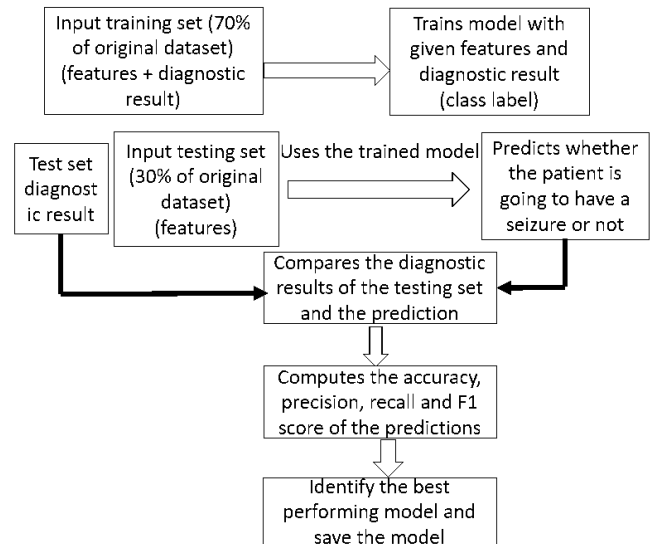 Input training set (70%
of original dataset)
(features + diagnostic
result)
Trains model with
given features and
diagnostic result
(class label)
Test set
diagnost
ic result
Input testing set
(30% of original
dataset)
(features)
Uses the trained model
Predicts whether
the patient is
going to have a
seizure or not
Compares the diagnostic
results of the testing set
and the prediction
Computes the accuracy,
precision, recall and F1
score of the predictions
Identify the best
performing model and
save the model